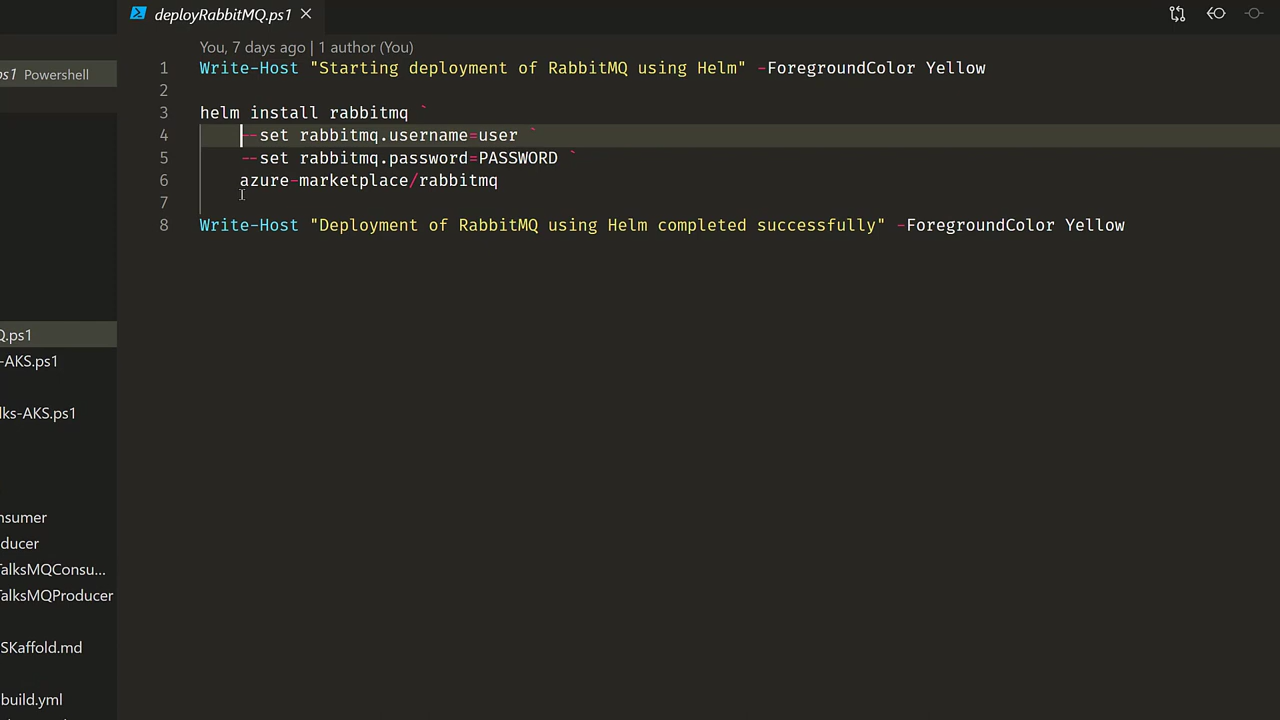 deployRabbitMQ.ps1
ps1 Powershell
You, 7 days ago | 1 author (You)
1 Write-Host "Starting deployment of RabbitMQ using Helm" -ForegroundColor Yellow
2
3 helm install rabbitmq `
4 --set rabbitmq.username=user `
5 --set rabbitmq.password=PASSWORD `
6 azure-marketplace/rabbitmq
7
8 Write-Host "Deployment of RabbitMQ using Helm completed successfully" -ForegroundColor Yellow
Q.ps1
-AKS.ps1
lks-AKS.ps1
nsumer
ducer
TalksMQConsu...
TalksMQProducer
SKaffold.md
build.yml